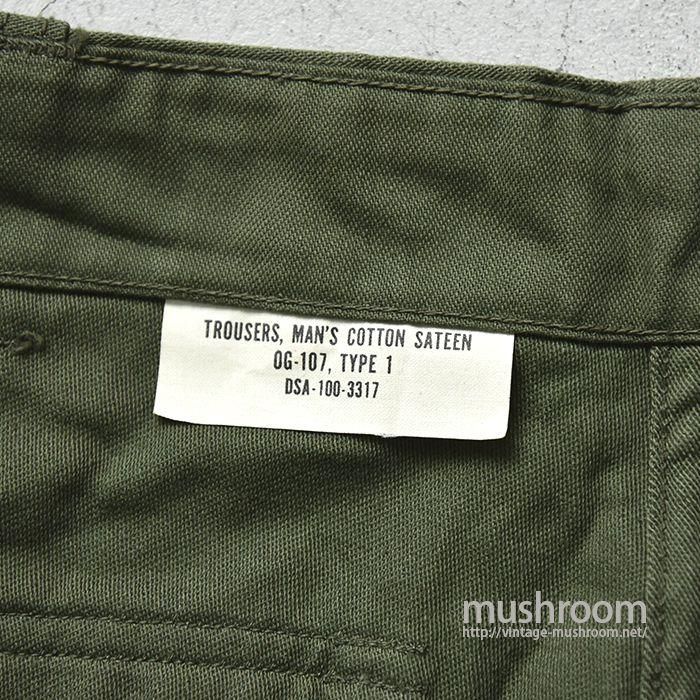 TROUSERS, MAN'S COTTON SATEEN
OG-107, TYPE 1
DSA-100-3317
mushroom
http://vintage-mushroom.net/